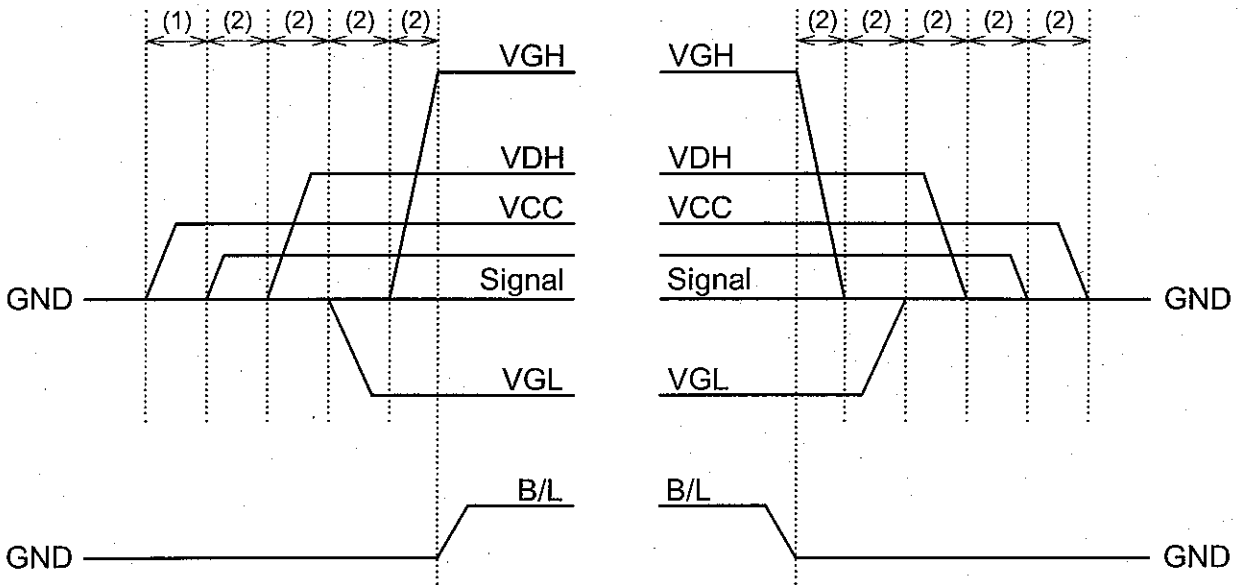 (1) (2) (2) (2) (2) (2) (2) (2) (2) (2)
VGH VGH
VDH VDH
VCC VCC
Signal Signal
GND GND
VGL VGL
B/L B/L
GND GND